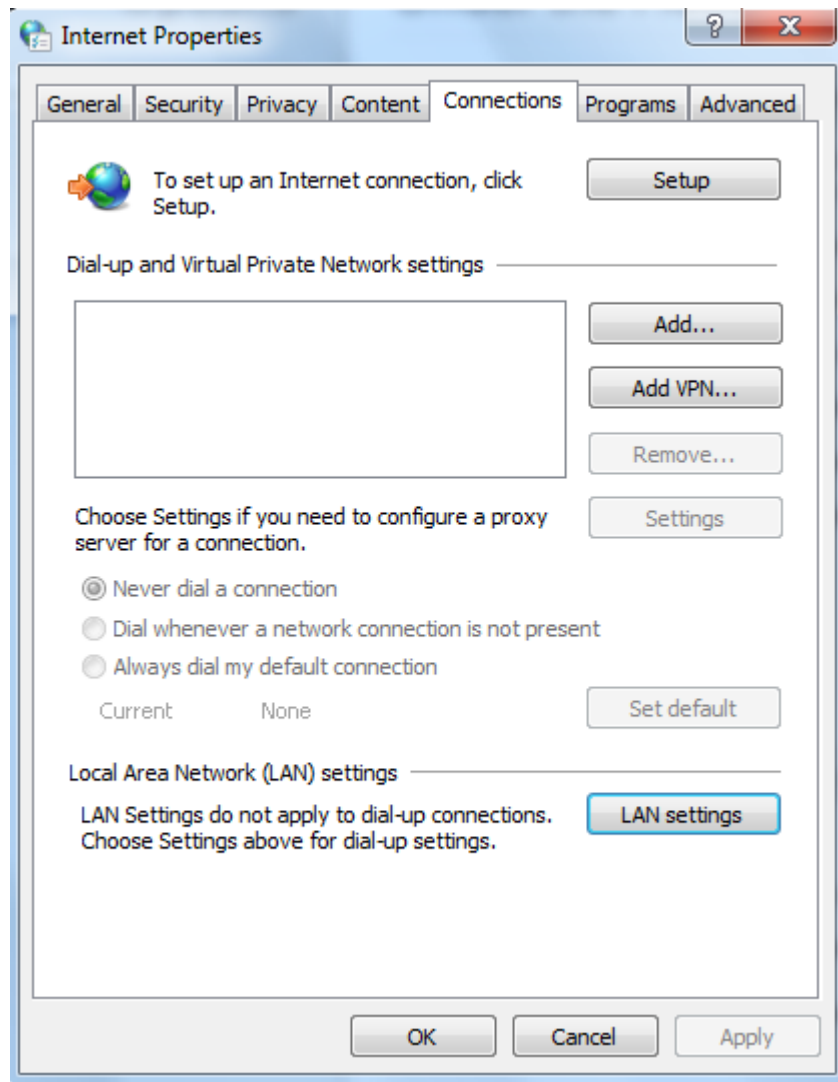 Internet Properties
General Security Privacy Content Connections Programs Advanced
To set up an Internet connection, click
Setup.
Setup
Dial-up and Virtual Private Network settings
Add...
Add VPN...
Remove...
Choose Settings if you need to configure a proxy
server for a connection.
Settings
Never dial a connection
Dial whenever a network connection is not present
Always dial my default connection
Current None
Set default
Local Area Network (LAN) settings
LAN Settings do not apply to dial-up connections.
Choose Settings above for dial-up settings.
LAN settings
OK Cancel Apply